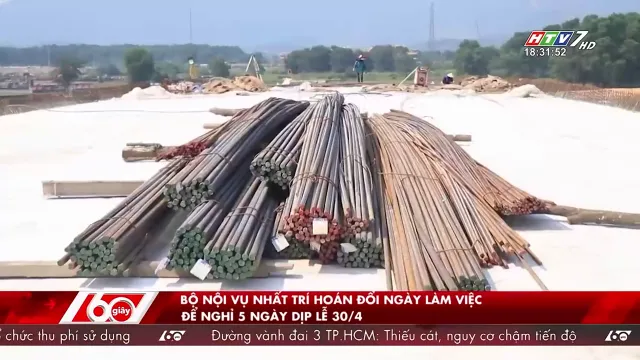 HTV7 HD
18:31:52
60 giây
BỘ NỘI VỤ NHẤT TRÍ HOÁN ĐỔI NGÀY LÀM VIỆC
ĐỂ NGHỈ 5 NGÀY DỊP LỄ 30/4
ổ chức thu phí sử dụng 60 Đường vành đai 3 TP.HCM: Thiếu cát, nguy cơ chậm tiến độ 60